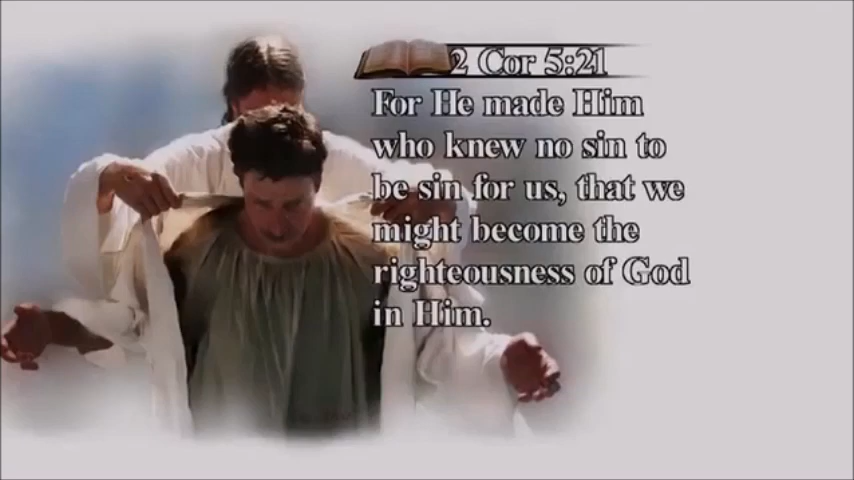 2 Cor 5:21
For He made Him
who knew no sin to
be sin for us, that we
might become the
righteousness of God
in Him.